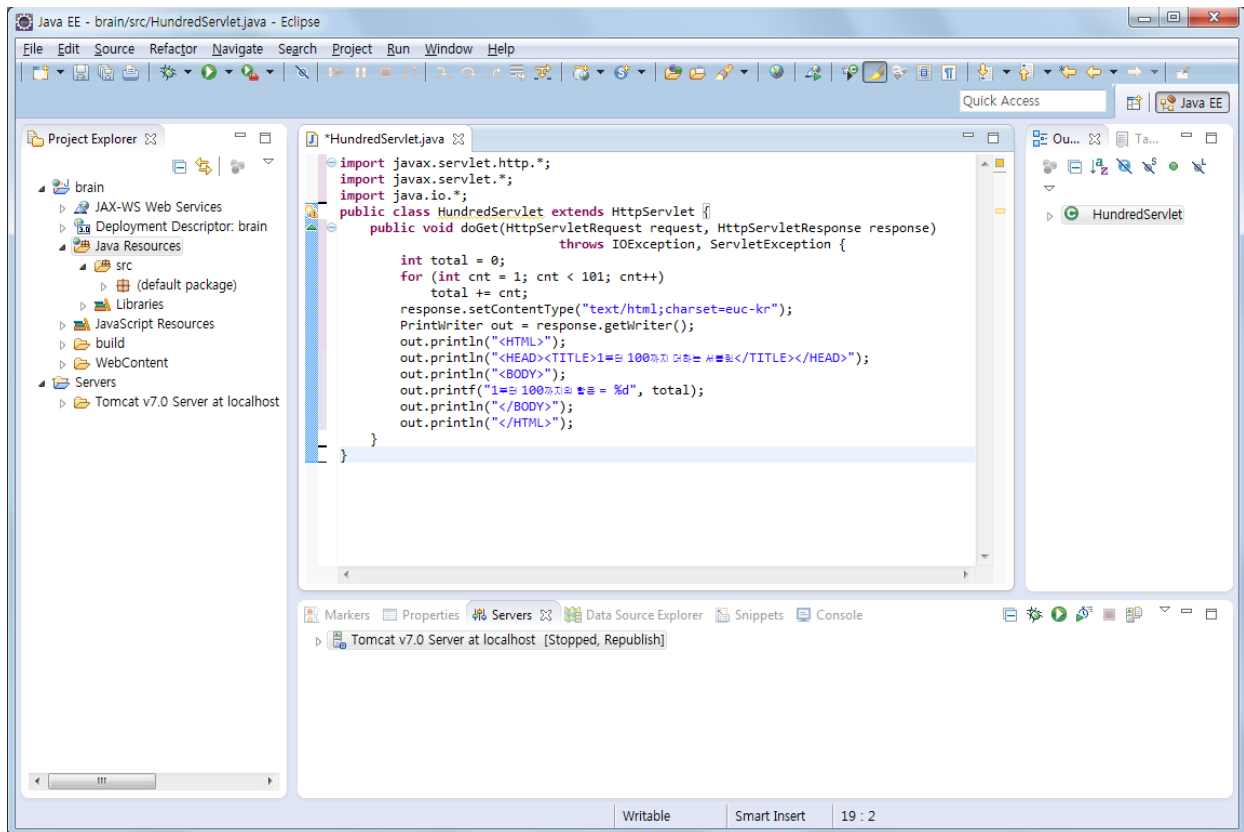 Java EE - brain/src/HundredServlet.java - Eclipse
File Edit Source Refactor Navigate Search Project Run Window Help
Quick Access
Java EE
Project Explorer
brain
JAX-WS Web Services
Deployment Descriptor: brain
Java Resources
src
(default package)
Libraries
JavaScript Resources
build
WebContent
Servers
Tomcat v7.0 Server at localhost
*HundredServlet.java
import javax.servlet.http.*;
import javax.servlet.*;
import java.io.*;
public class HundredServlet extends HttpServlet {
public void doGet(HttpServletRequest request, HttpServletResponse response)
throws IOException, ServletException {
int total = 0;
for (int cnt = 1; cnt < 101; cnt++)
total += cnt;
response.setContentType("text/html;charset=euc-kr");
PrintWriter out = response.getWriter();
out.println("<HTML>");
out.println("<HEAD><TITLE>1부터 100까지 더하는 서블릿</TITLE></HEAD>");
out.println("<BODY>");
out.printf("1부터 100까지의 합은 = %d", total);
out.println("</BODY>");
out.println("</HTML>");
}
}
Ou... Ta...
HundredServlet
Markers Properties Servers Data Source Explorer Snippets Console
Tomcat v7.0 Server at localhost [Stopped, Republish]
Writable Smart Insert 19 : 2